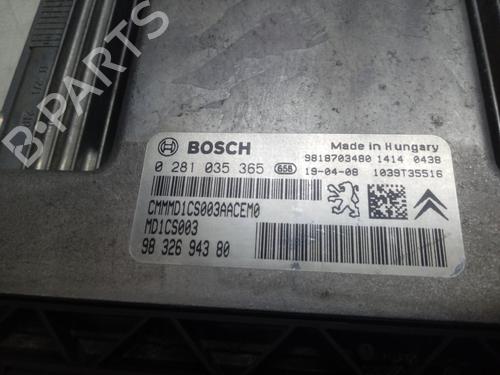 BOSCH
Made in Hungary
0 281 035 365 658
9818703480 1414 0438
19-04-08 1039T35516
CMMMD1CS003AACEM0
MD1CS003
98 326 943 80